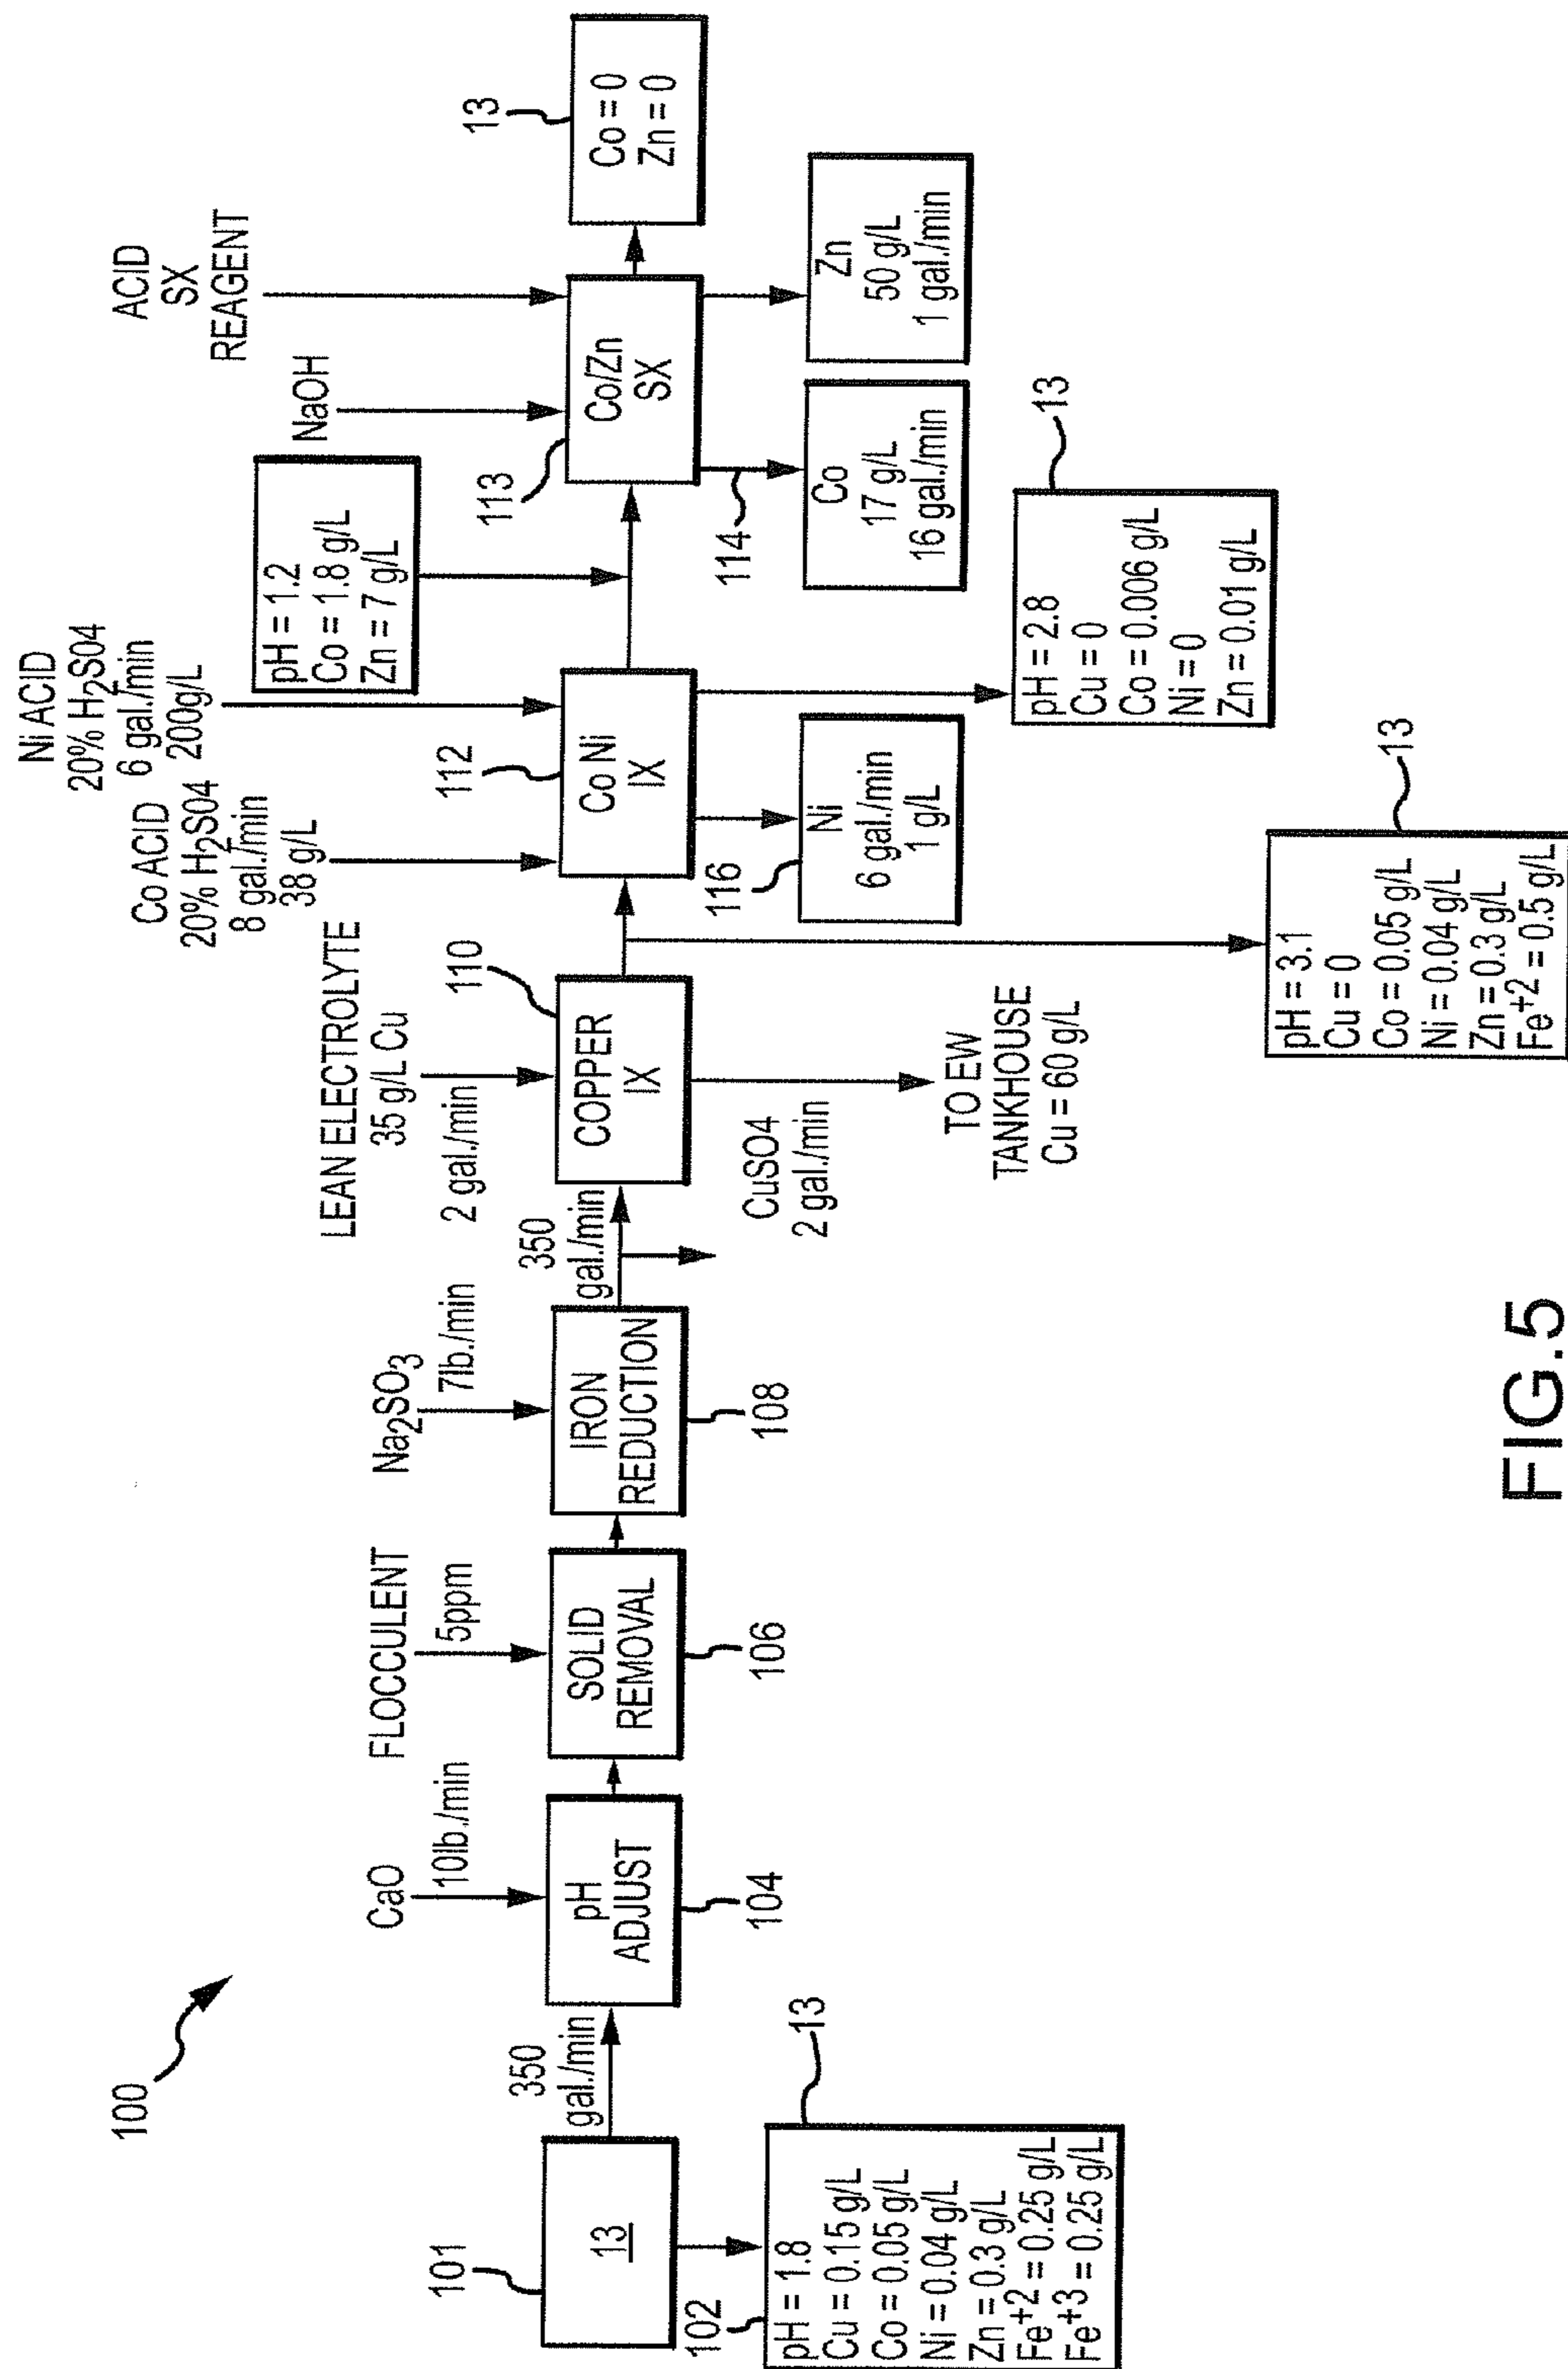 100
101
13
350
gal./min
102
13
pH = 1.8
Cu = 0.15 g/L
Co = 0.05 g/L
Ni = 0.04 g/L
Zn = 0.3 g/L
Fe+2 = 0.25 g/L
Fe+3 = 0.25 g/L
CaO
10lb./min
pH
ADJUST
104
FLOCCULENT
5ppm
SOLID
REMOVAL
106
Na2SO3
7lb./min
IRON
REDUCTION
108
350
gal./min
LEAN ELECTROLYTE
35 g/L Cu
2 gal./min
110
COPPER
IX
CuSO4
2 gal./min
TO EW
TANKHOUSE
Cu = 60 g/L
13
pH = 3.1
Cu = 0
Co = 0.05 g/L
Ni = 0.04 g/L
Zn = 0.3 g/L
Fe+2 = 0.5 g/L
Co ACID
20% H2SO4
8 gal./min
38 g/L
Ni ACID
20% H2SO4
6 gal./min
200g/L
112
Co Ni
IX
116
Ni
6 gal./min
1 g/L
13
pH = 2.8
Cu = 0
Co = 0.006 g/L
Ni = 0
Zn = 0.01 g/L
pH = 1.2
Co = 1.8 g/L
Zn = 7 g/L
NaOH
ACID
SX
REAGENT
113
Co/Zn
SX
114
Co
17 g/L
16 gal./min
Zn
50 g/L
1 gal./min
13
Co = 0
Zn = 0
FIG.5